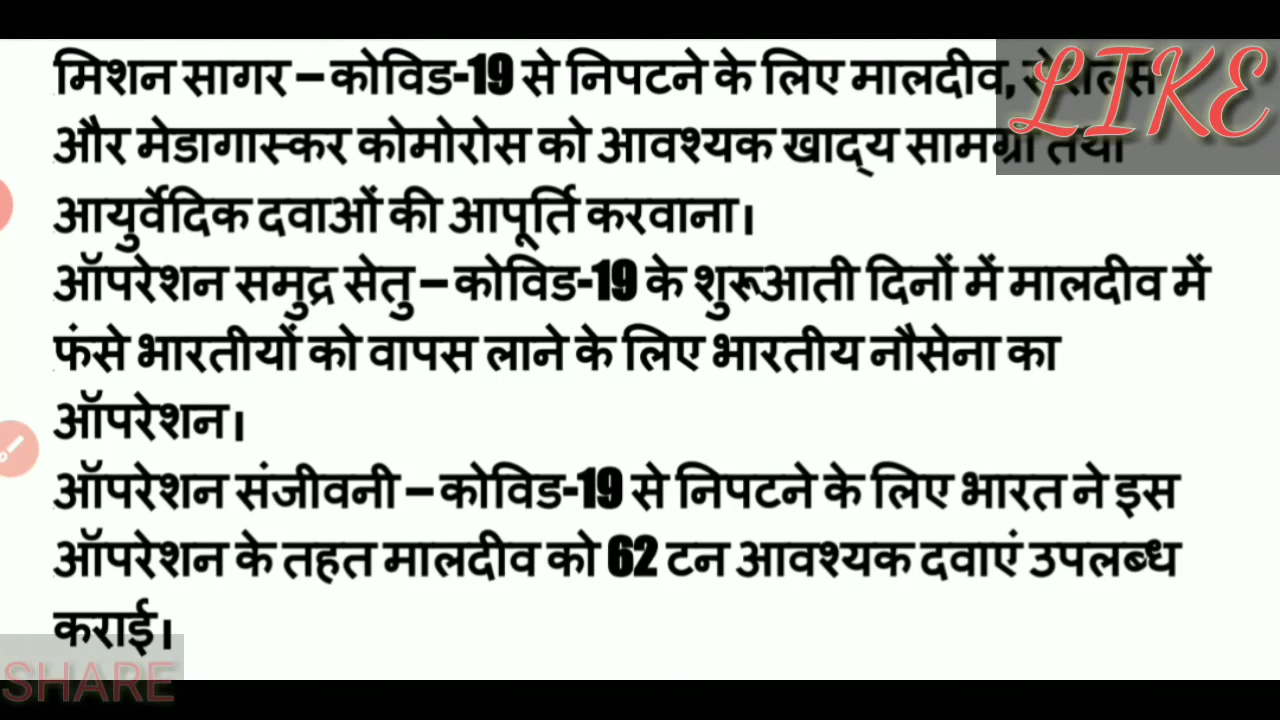 मिशन सागर – कोविड-19 से निपटने के लिए मालदीव,
LIKE
और मेडागास्कर कोमोरोस को आवश्यक खाद्य सामग्री तथा
आयुर्वेदिक दवाओं की आपूर्ति करवाना।
ऑपरेशन समुद्र सेतु – कोविड-19 के शुरूआती दिनों में मालदीव में
फंसे भारतीयों को वापस लाने के लिए भारतीय नौसेना का
ऑपरेशन।
ऑपरेशन संजीवनी – कोविड-19 से निपटने के लिए भारत ने इस
ऑपरेशन के तहत मालदीव को 62 टन आवश्यक दवाएं उपलब्ध
कराई।
SHARE